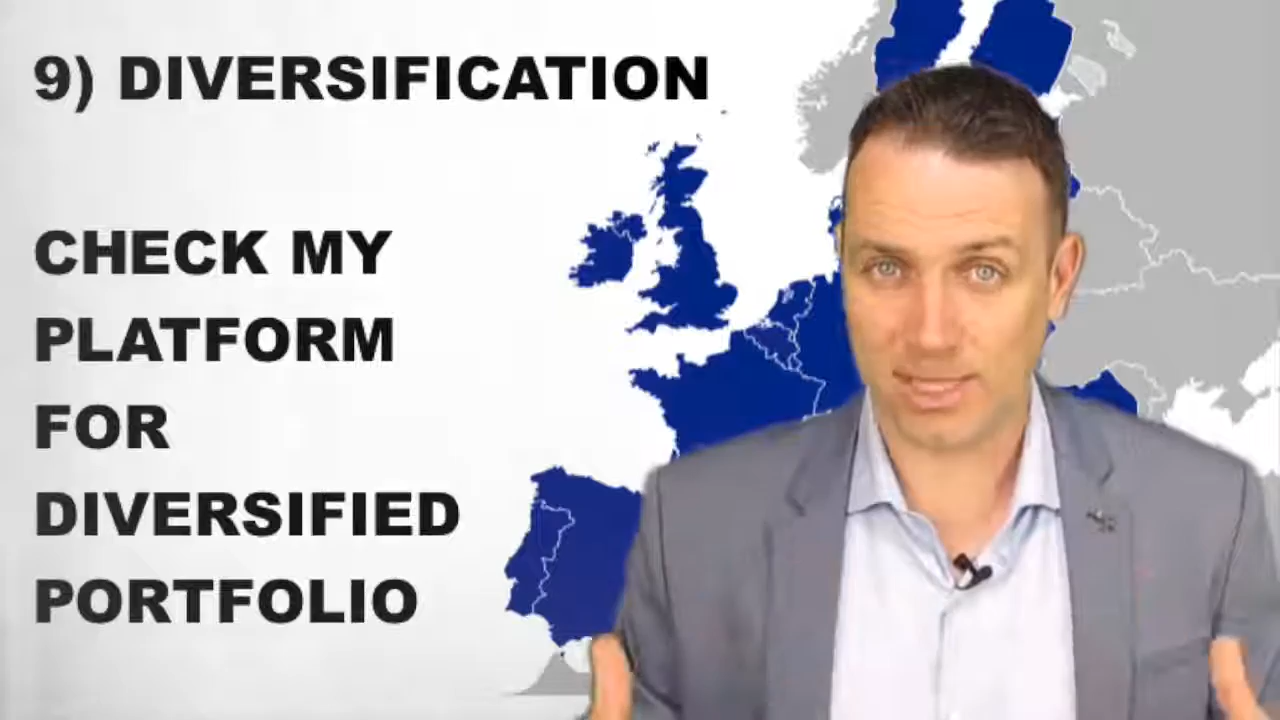 9) DIVERSIFICATION
CHECK MY
PLATFORM
FOR
DIVERSIFIED
PORTFOLIO